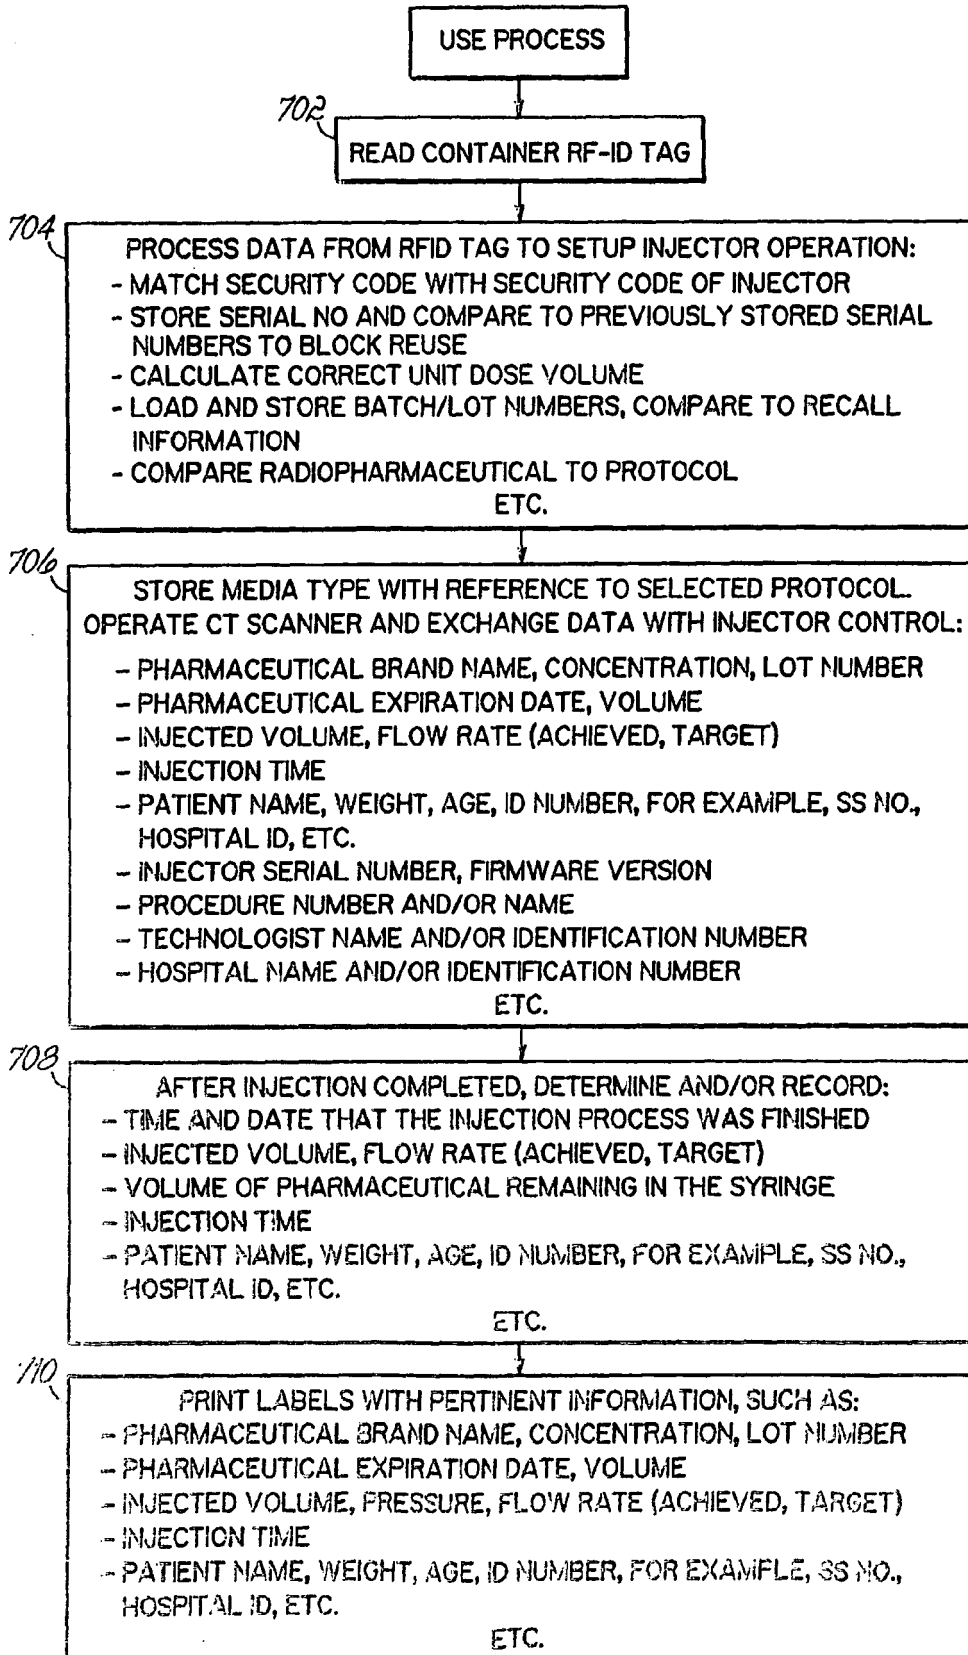 USE PROCESS
702
READ CONTAINER RF-ID TAG
704
PROCESS DATA FROM RFID TAG TO SETUP INJECTOR OPERATION:
- MATCH SECURITY CODE WITH SECURITY CODE OF INJECTOR
- STORE SERIAL NO AND COMPARE TO PREVIOUSLY STORED SERIAL
NUMBERS TO BLOCK REUSE
- CALCULATE CORRECT UNIT DOSE VOLUME
- LOAD AND STORE BATCH/LOT NUMBERS, COMPARE TO RECALL
INFORMATION
- COMPARE RADIOPHARMACEUTICAL TO PROTOCOL
ETC.
706
STORE MEDIA TYPE WITH REFERENCE TO SELECTED PROTOCOL.
OPERATE CT SCANNER AND EXCHANGE DATA WITH INJECTOR CONTROL:
- PHARMACEUTICAL BRAND NAME, CONCENTRATION, LOT NUMBER
- PHARMACEUTICAL EXPIRATION DATE, VOLUME
- INJECTED VOLUME, FLOW RATE (ACHIEVED, TARGET)
- INJECTION TIME
- PATIENT NAME, WEIGHT, AGE, ID NUMBER, FOR EXAMPLE, SS NO.,
HOSPITAL ID, ETC.
- INJECTOR SERIAL NUMBER, FIRMWARE VERSION
- PROCEDURE NUMBER AND/OR NAME
- TECHNOLOGIST NAME AND/OR IDENTIFICATION NUMBER
- HOSPITAL NAME AND/OR IDENTIFICATION NUMBER
ETC.
708
AFTER INJECTION COMPLETED, DETERMINE AND/OR RECORD:
- TIME AND DATE THAT THE INJECTION PROCESS WAS FINISHED
- INJECTED VOLUME, FLOW RATE (ACHIEVED, TARGET)
- VOLUME OF PHARMACEUTICAL REMAINING IN THE SYRINGE
- INJECTION TIME
- PATIENT NAME, WEIGHT, AGE, ID NUMBER, FOR EXAMPLE, SS NO.,
HOSPITAL ID, ETC.
ETC.
710
PRINT LABELS WITH PERTINENT INFORMATION, SUCH AS:
- PHARMACEUTICAL BRAND NAME, CONCENTRATION, LOT NUMBER
- PHARMACEUTICAL EXPIRATION DATE, VOLUME
- INJECTED VOLUME, PRESSURE, FLOW RATE (ACHIEVED, TARGET)
- INJECTION TIME
- PATIENT NAME, WEIGHT, AGE, ID NUMBER, FOR EXAMPLE, SS NO.,
HOSPITAL ID, ETC.
ETC.